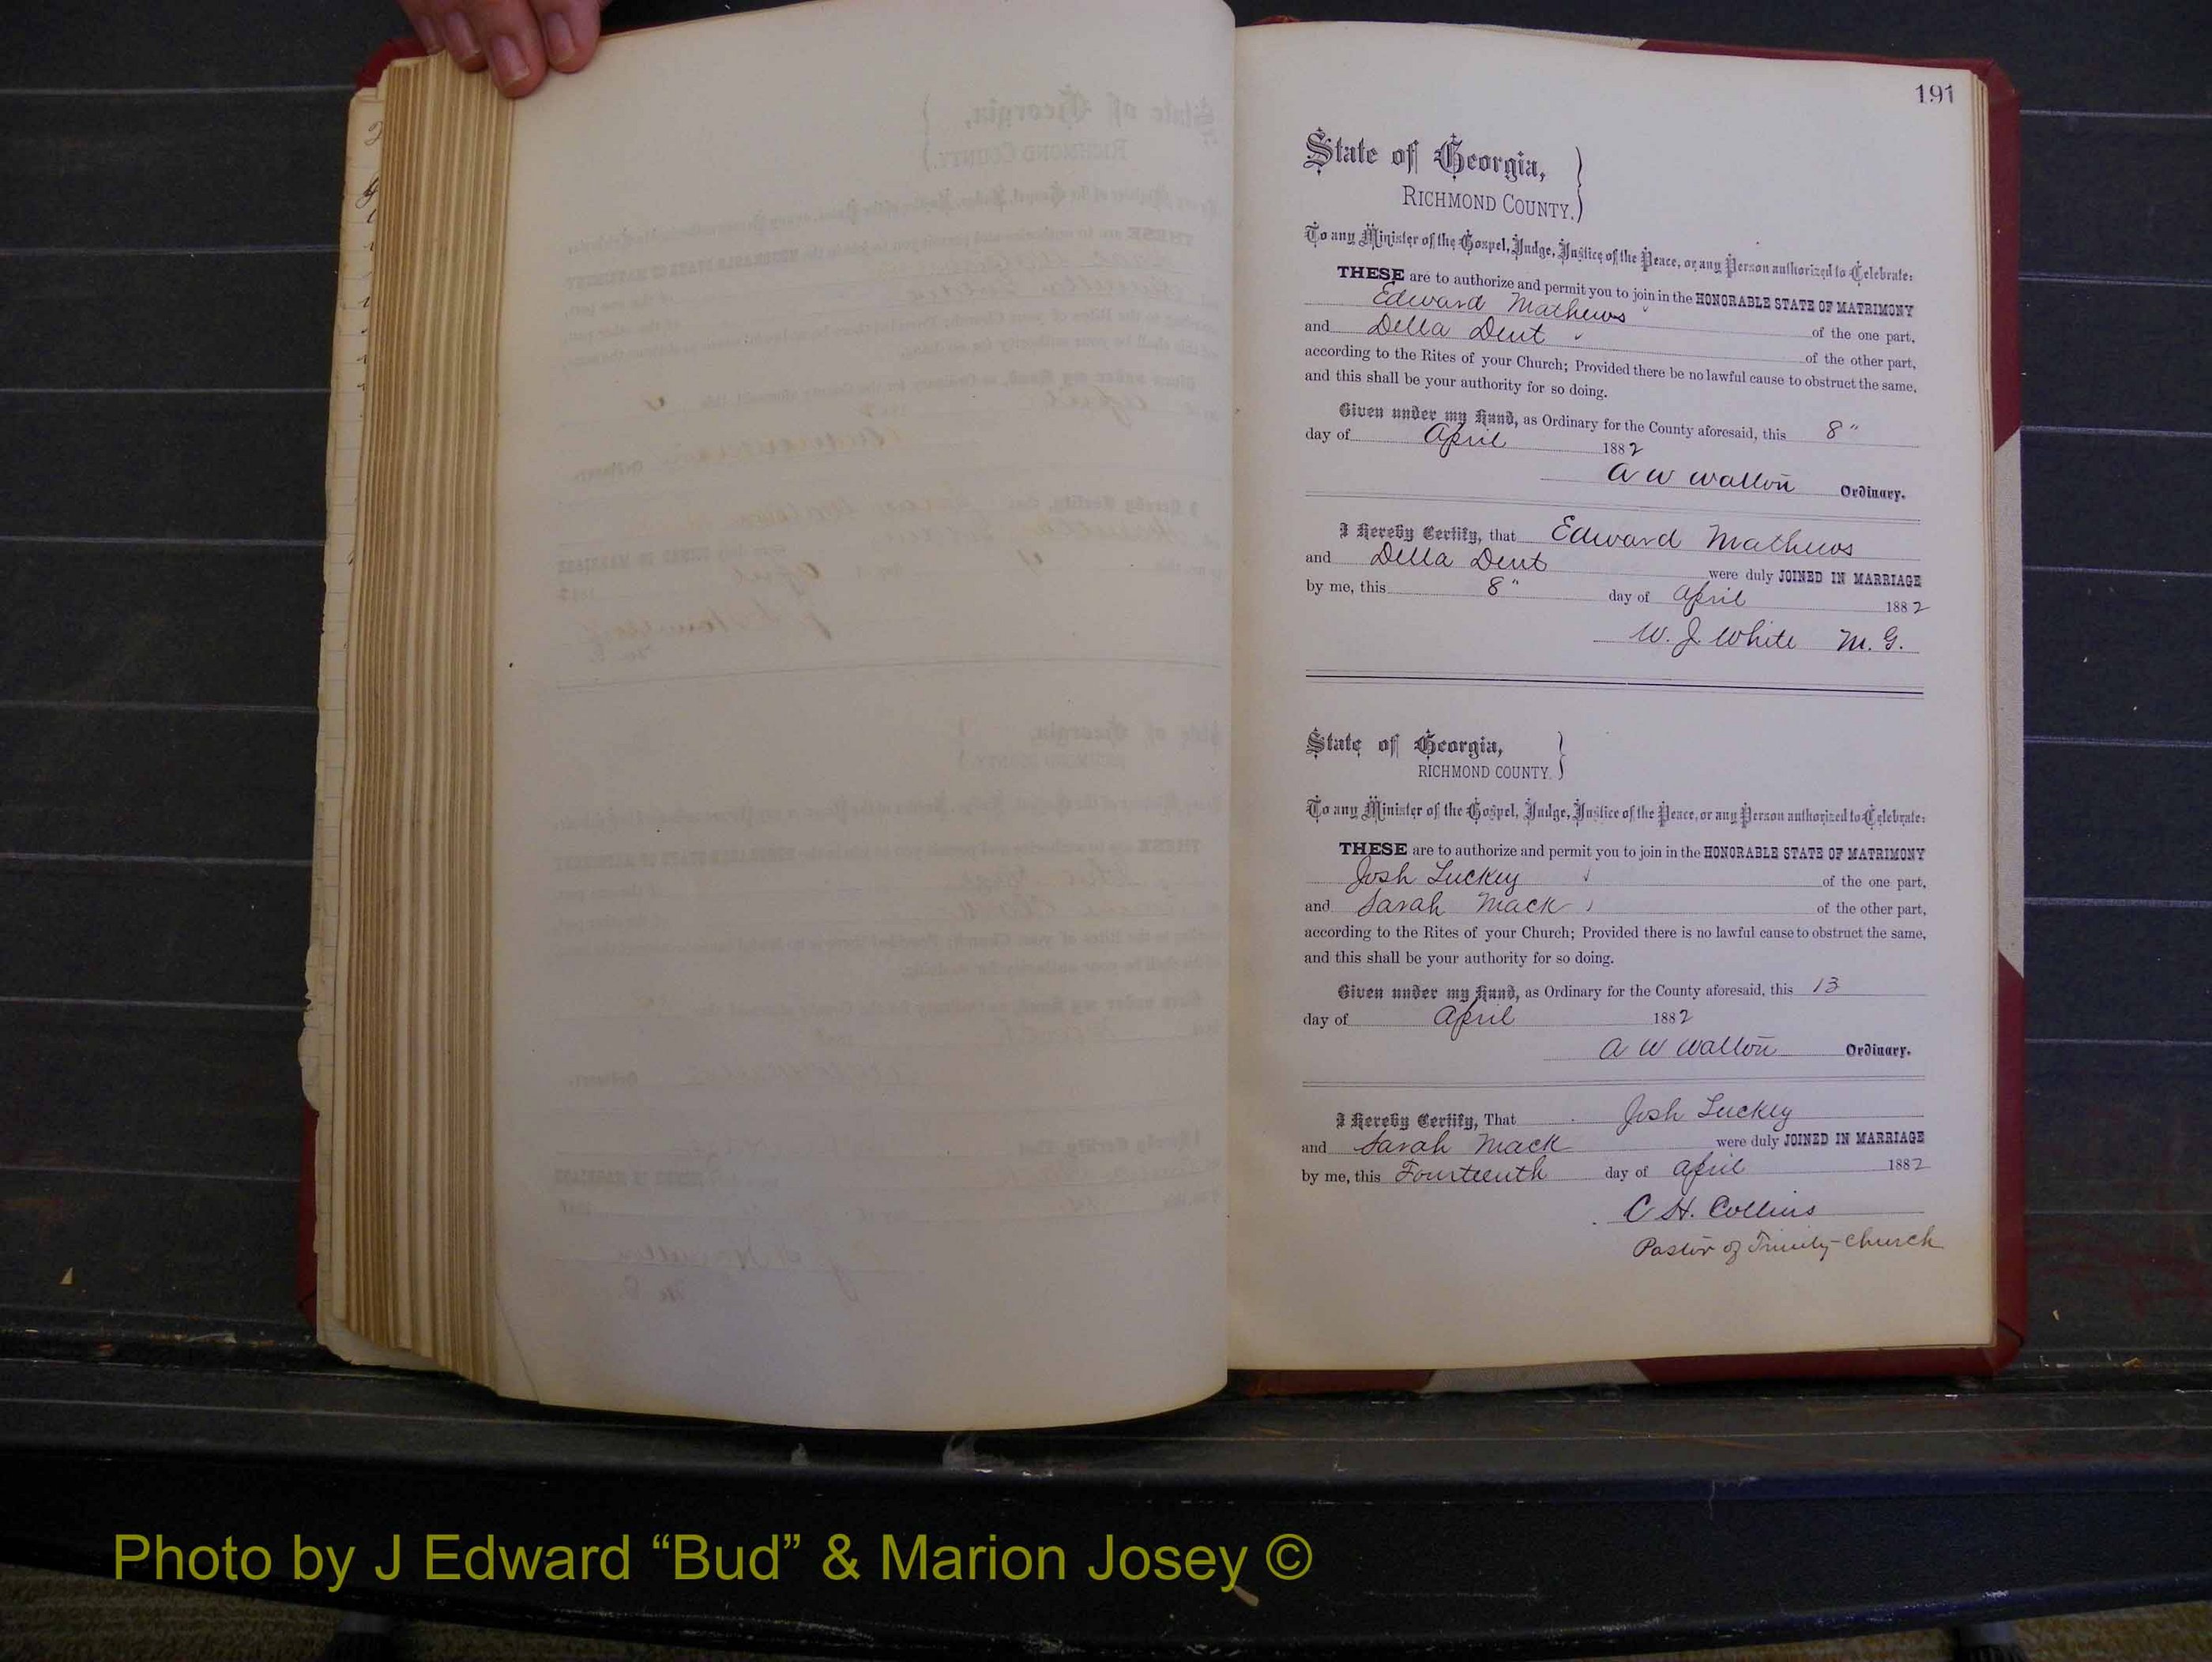 191
State of Georgia,
RICHMOND COUNTY.
To any Minister of the Gospel, Judge, Justice of the Peace, or any Person authorized to Celebrate:
THESE are to authorize and permit you to join in the HONORABLE STATE OF MATRIMONY
Edward Mathews of the one part,
and Della Dent of the other part,
according to the Rites of your Church; Provided there be no lawful cause to obstruct the same,
and this shall be your authority for so doing.
Given under my Hand, as Ordinary for the County aforesaid, this 8"
day of April 1882
A W Walton Ordinary.
I Hereby Certify, that Edward Mathews
and Della Dent were duly JOINED IN MARRIAGE
by me, this 8" day of April 1882
W. J. White M. G.
State of Georgia,
RICHMOND COUNTY.
To any Minister of the Gospel, Judge, Justice of the Peace, or any Person authorized to Celebrate:
THESE are to authorize and permit you to join in the HONORABLE STATE OF MATRIMONY
Josh Luckey of the one part,
and Sarah Mack of the other part,
according to the Rites of your Church; Provided there is no lawful cause to obstruct the same,
and this shall be your authority for so doing.
Given under my Hand, as Ordinary for the County aforesaid, this 13
day of April 1882
A W Walton Ordinary.
I Hereby Certify, That Josh Luckey
and Sarah Mack were duly JOINED IN MARRIAGE
by me, this Fourteenth day of April 1882
C H. Collins
Pastor of Trinity-Church
Photo by J Edward “Bud” & Marion Josey ©